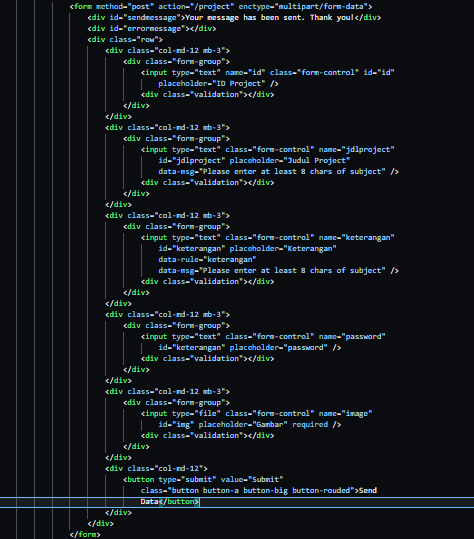 <form method="post" action="/project" enctype="multipart/form-data">
<div id="sendmessage">Your message has been sent. Thank you!</div>
<div id="errormessage"></div>
<div class="row">
<div class="col-md-12 mb-3">
<div class="form-group">
<input type="text" name="id" class="form-control" id="id"
placeholder="ID Project" />
<div class="validation"></div>
</div>
</div>
<div class="col-md-12 mb-3">
<div class="form-group">
<input type="text" class="form-control" name="jdlproject"
id="jdlproject" placeholder="Judul Project"
data-msg="Please enter at least 8 chars of subject" />
<div class="validation"></div>
</div>
</div>
<div class="col-md-12 mb-3">
<div class="form-group">
<input type="text" class="form-control" name="keterangan"
id="keterangan" placeholder="Keterangan"
data-rule="keterangan"
data-msg="Please enter at least 8 chars of subject" />
<div class="validation"></div>
</div>
</div>
<div class="col-md-12 mb-3">
<div class="form-group">
<input type="text" class="form-control" name="password"
id="keterangan" placeholder="password" />
<div class="validation"></div>
</div>
</div>
<div class="col-md-12 mb-3">
<div class="form-group">
<input type="file" class="form-control" name="image"
id="img" placeholder="Gambar" required />
<div class="validation"></div>
</div>
</div>
<div class="col-md-12">
<button type="submit" value="Submit"
class="button button-a button-big button-rouded">Send
Data</button>
</div>
</div>
</form>